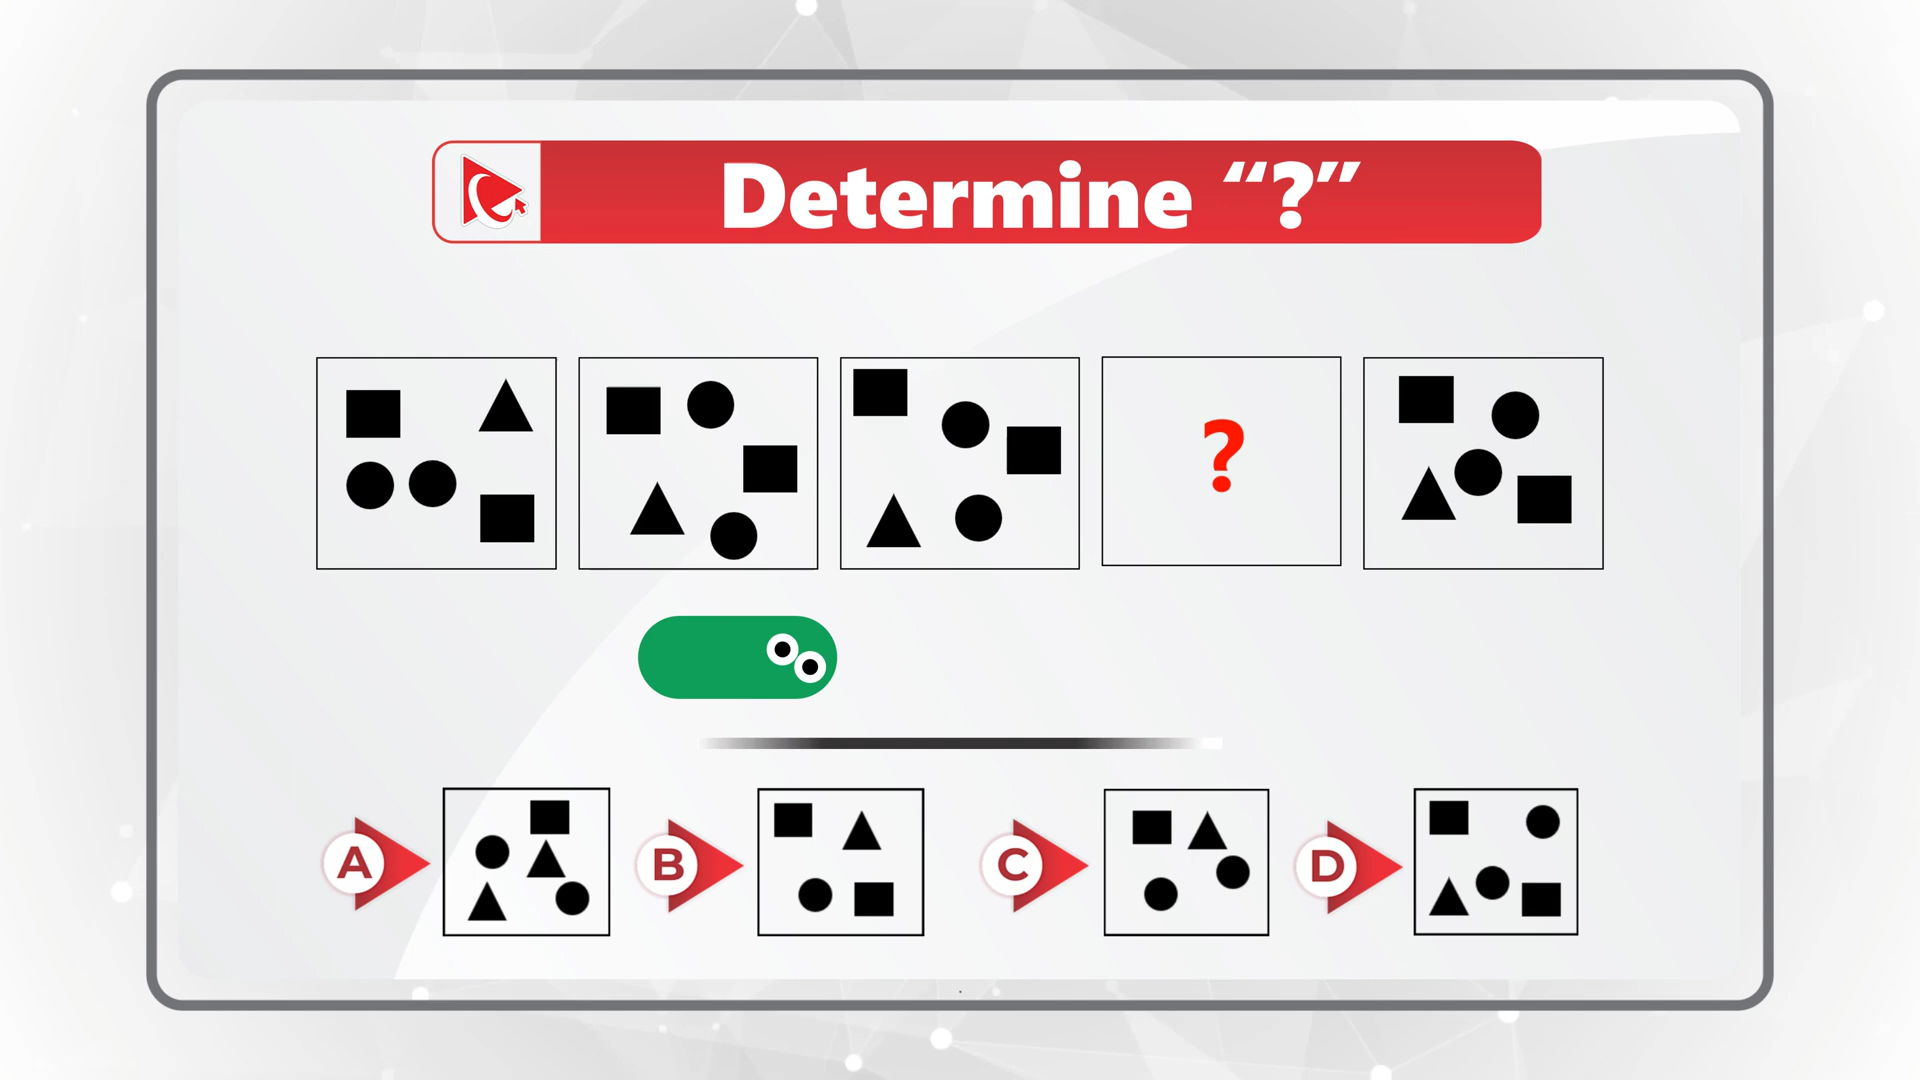 Determine “?”
?
A
B
C
D